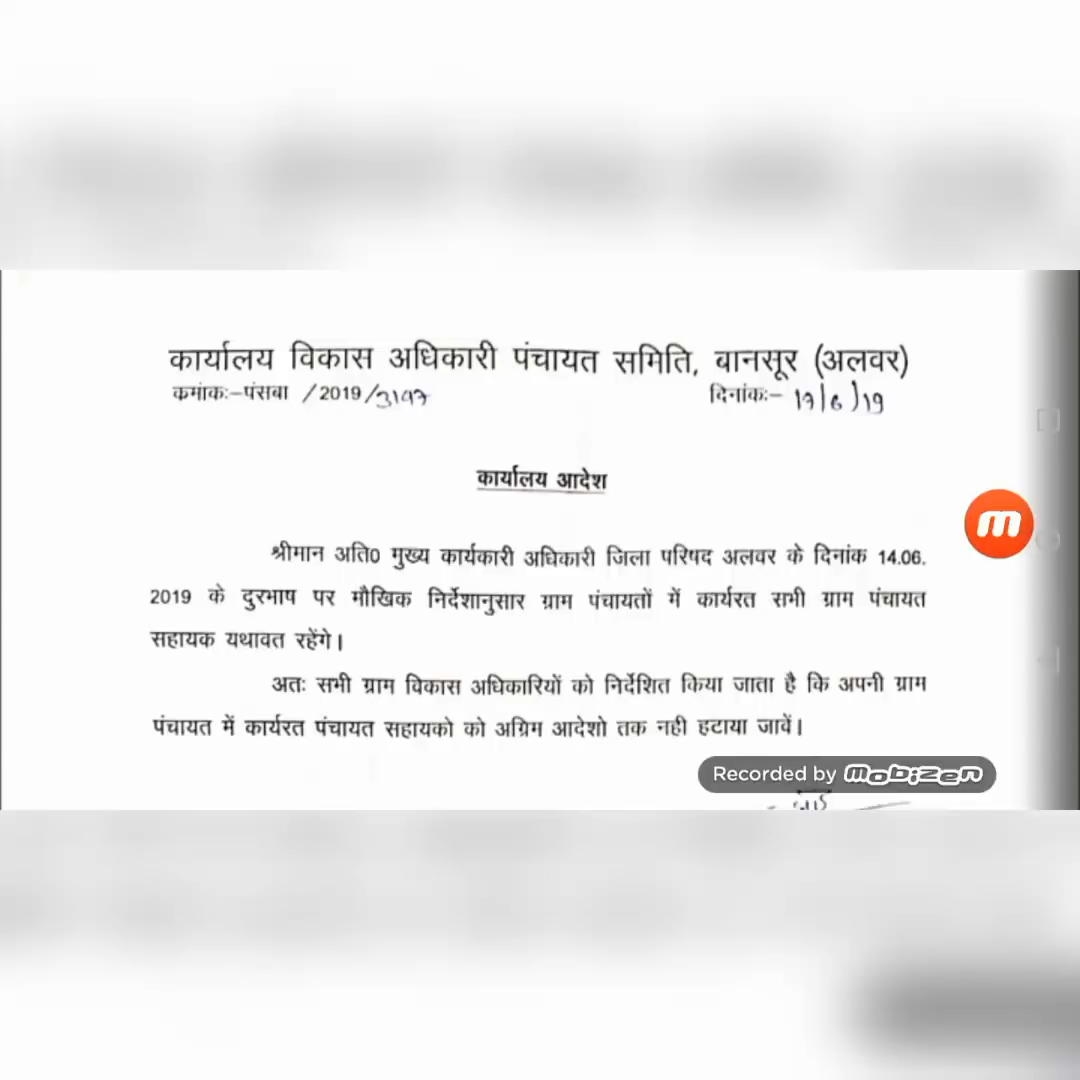 कार्यालय विकास अधिकारी पंचायत समिति, बानसूर (अलवर)
कमांकः-पंसबा /2019/3197 दिनांकः- 17/6/19
कार्यालय आदेश
श्रीमान अति0 मुख्य कार्यकारी अधिकारी जिला परिषद अलवर के दिनांक 14.06.
2019 के दुरभाष पर मौखिक निर्देशानुसार ग्राम पंचायतों में कार्यरत सभी ग्राम पंचायत
सहायक यथावत रहेंगे।
अतः सभी ग्राम विकास अधिकारियों को निर्देशित किया जाता है कि अपनी ग्राम
पंचायत में कार्यरत पंचायत सहायको को अग्रिम आदेशो तक नही हटाया जावें।
Recorded by mobizen